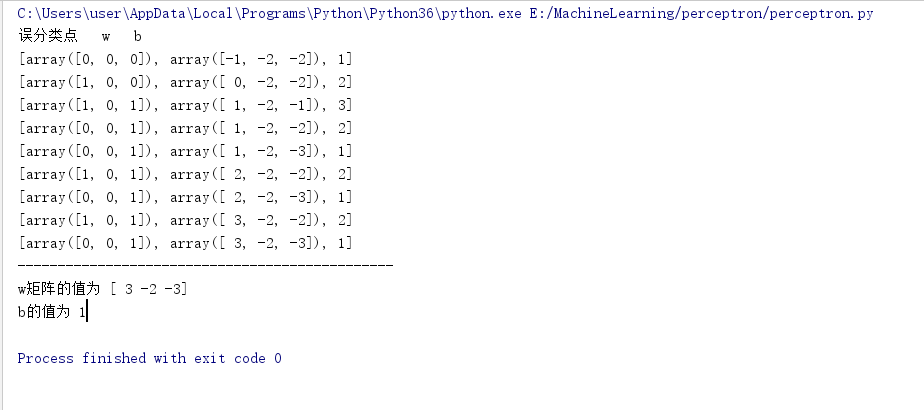 C:\Users\user\AppData\Local\Programs\Python\Python36\python.exe E:/MachineLearning/perceptron/perceptron.py
误分类点   w   b
[array([0, 0, 0]), array([-1, -2, -2]), 1]
[array([1, 0, 0]), array([ 0, -2, -2]), 2]
[array([1, 0, 1]), array([ 1, -2, -1]), 3]
[array([0, 0, 1]), array([ 1, -2, -2]), 2]
[array([0, 0, 1]), array([ 1, -2, -3]), 1]
[array([1, 0, 1]), array([ 2, -2, -2]), 2]
[array([0, 0, 1]), array([ 2, -2, -3]), 1]
[array([1, 0, 1]), array([ 3, -2, -2]), 2]
[array([0, 0, 1]), array([ 3, -2, -3]), 1]
-----------------------------------------------
w矩阵的值为 [ 3 -2 -3]
b的值为 1
Process finished with exit code 0